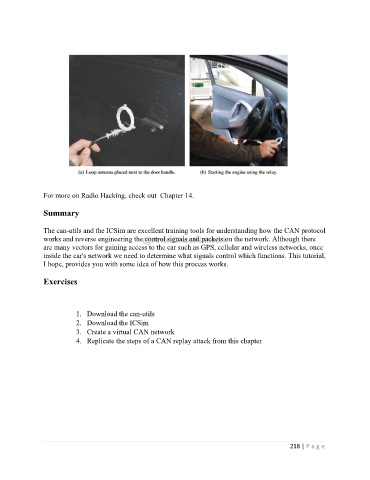 (a) Loop antenna placed next to the door handle.
(b) Starting the engine using the relay.
For more on Radio Hacking, check out Chapter 14.
Summary
The can-utils and the ICSim are excellent training tools for understanding how the CAN protocol
works and reverse engineering the control signals and packets on the network. Although there
are many vectors for gaining access to the car such as GPS, cellular and wireless networks, once
inside the car's network we need to determine what signals control which functions. This tutorial,
I hope, provides you with some idea of how this process works.
Exercises
1. Download the can-utils
2. Download the ICSim
3. Create a virtual CAN network
4. Replicate the steps of a CAN replay attack from this chapter
218 | P a g e